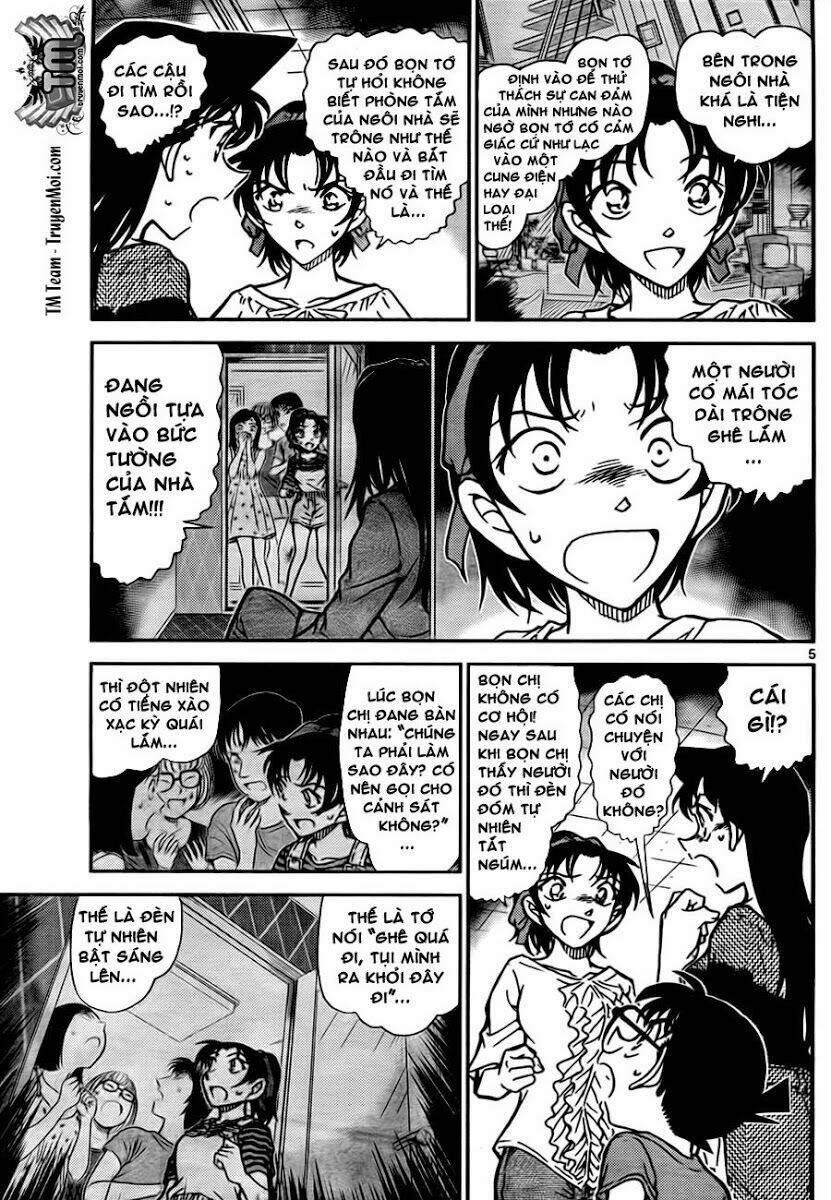 BÊN TRONG
NGÔI NHÀ
KHÁ LÀ TIỆN
NGHI...
BỌN TỚ
ĐỊNH VÀO ĐỂ THỬ
THÁCH SỰ CAN ĐẢM
CỦA MÌNH NHƯNG NÀO
NGỜ BỌN TỚ CÓ CẢM
GIÁC CỨ NHƯ LẠC
VÀO MỘT
CUNG ĐIỆN
HAY ĐẠI
LOẠI
THẾ!
SAU ĐÓ BỌN TỚ
TỰ HỎI KHÔNG
BIẾT PHÒNG TẮM
CỦA NGÔI NHÀ SẼ
TRÔNG NHƯ THẾ
NÀO VÀ BẮT
ĐẦU ĐI TÌM
NÓ VÀ THẾ
LÀ...
CÁC CẬU
ĐI TÌM RỒI
SAO...!?
TM
truyenmoi.com
TM Team - TruyenMoi.com
MỘT NGƯỜI
CÓ MÁI TÓC
DÀI TRÔNG
GHÊ LẮM
...
ĐANG
NGỒI TỰA
VÀO BỨC
TƯỜNG
CỦA NHÀ
TẮM!!!
5
CÁI
GÌ!?
CÁC CHỊ
CÓ NÓI
CHUYỆN
VỚI
NGƯỜI
ĐÓ
KHÔNG?
BỌN CHỊ
KHÔNG CÓ
CƠ HỘI!
NGAY SAU
KHI BỌN CHỊ
THẤY NGƯỜI
ĐÓ THÌ ĐÈN
ĐÓM TỰ
NHIÊN
TẮT
NGÚM...
LÚC BỌN
CHỊ ĐANG BÀN
NHAU: "CHÚNG
TA PHẢI LÀM
SAO ĐÂY? CÓ
NÊN GỌI CHO
CẢNH SÁT
KHÔNG?"
...
THÌ ĐỘT NHIÊN
CÓ TIẾNG XÀO
XẠC KỲ QUÁI
LẮM...
THẾ LÀ TỚ
NÓI "GHÊ QUÁ
ĐI, TỤI MÌNH
RA KHỎI ĐÂY
ĐI"...
THẾ LÀ ĐÈN
TỰ NHIÊN
BẬT SÁNG
LÊN...